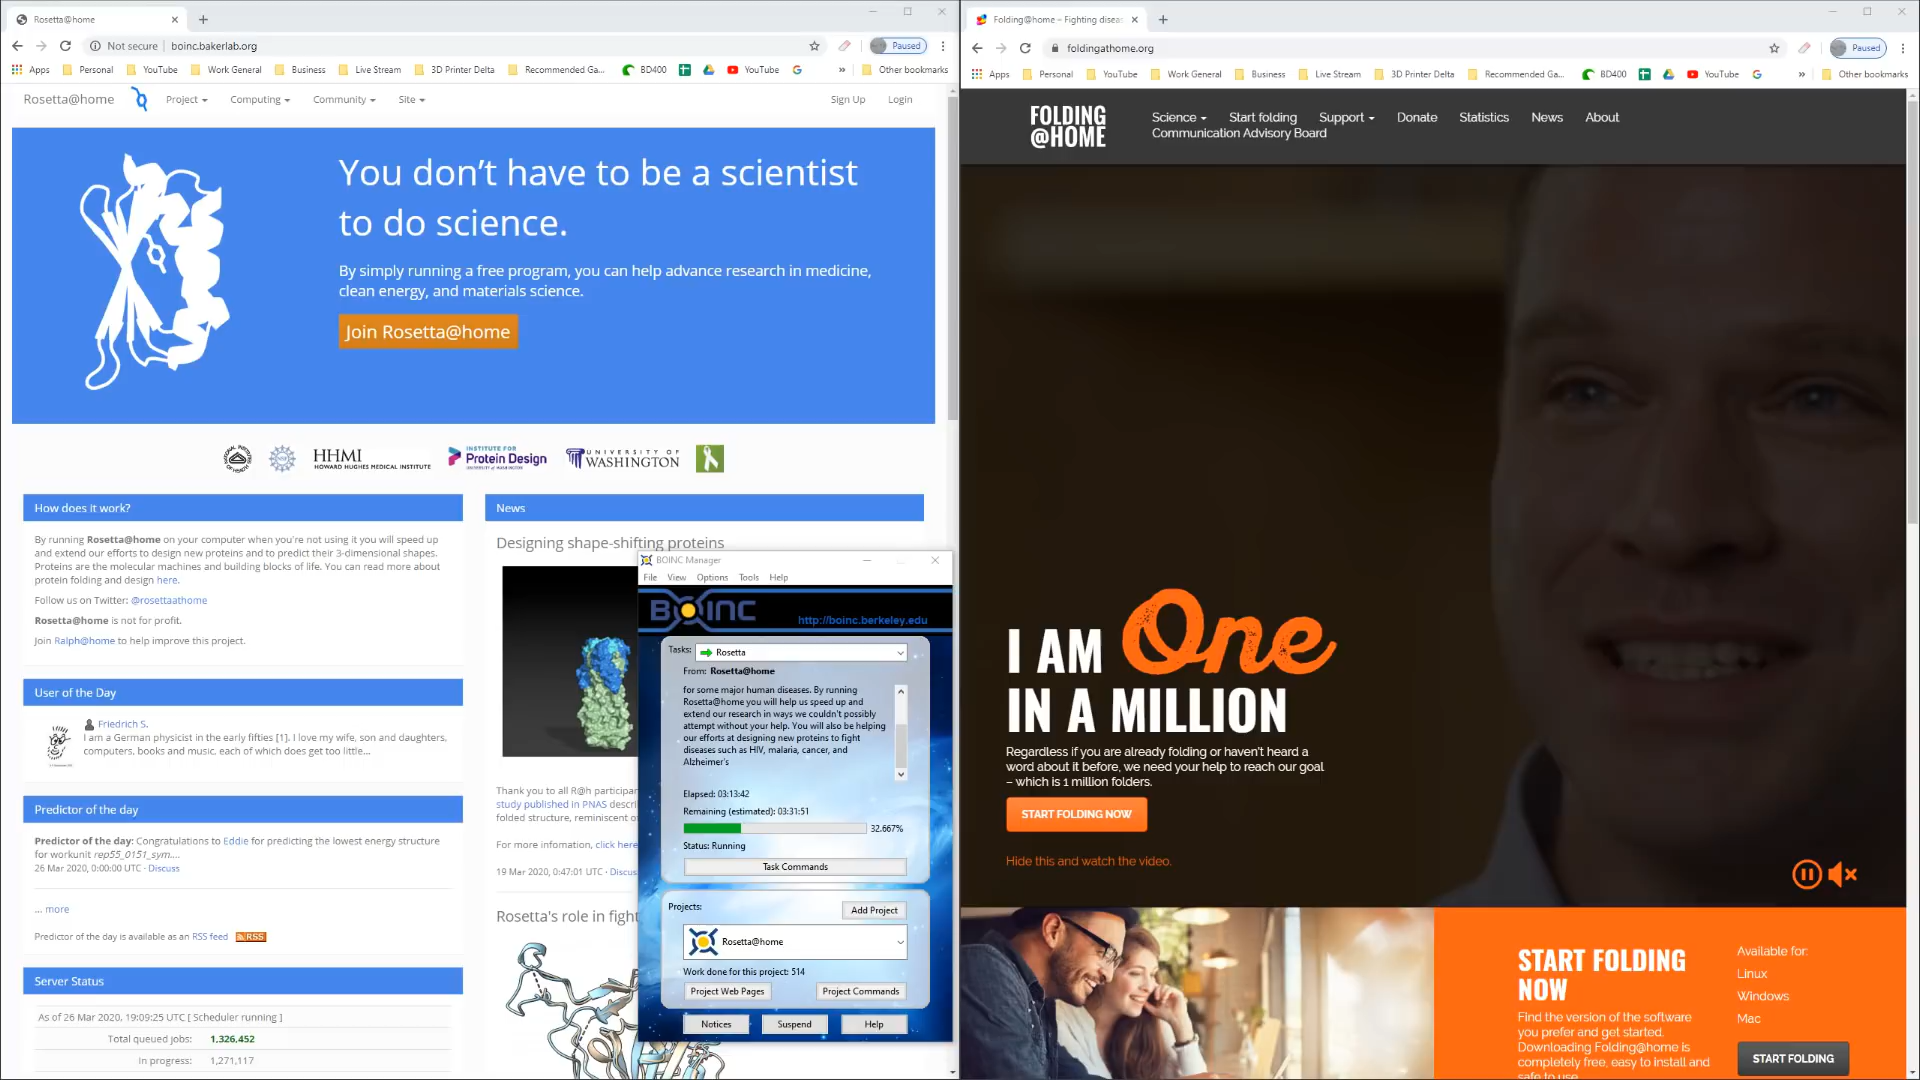 Rosetta@home
Not secure
boinc.bakerlab.org
Paused
Apps Personal YouTube Work General Business Live Stream 3D Printer Delta Recommended Ga... BD400 YouTube » Other bookmarks
Rosetta@home Project Computing Community Site Sign Up Login
You don't have to be a scientist
to do science.
By simply running a free program, you can help advance research in medicine,
clean energy, and materials science.
Join Rosetta@home
HHMI
HOWARD HUGHES MEDICAL INSTITUTE
INSTITUTE FOR
Protein Design
UNIVERSITY OF
WASHINGTON
How does it work?
By running Rosetta@home on your computer when you're not using it you will speed up
and extend our efforts to design new proteins and to predict their 3-dimensional shapes.
Proteins are the molecular machines and building blocks of life. You can read more about
protein folding and design here.
Follow us on Twitter: @rosettaathome
Rosetta@home is not for profit.
Join Ralph@home to help improve this project.
User of the Day
Friedrich S.
I am a German physicist in the early fifties [1]. I love my wife, son and daughters,
computers, books and music, each of which does get too little...
Predictor of the day
Predictor of the day: Congratulations to Eddie for predicting the lowest energy structure
for workunit rep55_0151_sym....
26 Mar 2020, 0:00:00 UTC · Discuss
... more
Predictor of the day is available as an RSS feed RSS
Server Status
As of 26 Mar 2020, 19:09:25 UTC [ Scheduler running ]
Total queued jobs: 1,326,452
In progress: 1,271,117
News
Designing shape-shifting proteins
Thank you to all R@h participar
study published in PNAS descri
folded structure, reminiscent of
For more infomation, click here
19 Mar 2020, 0:47:01 UTC · Discus
Rosetta's role in fight
BOINC Manager
File View Options Tools Help
BOINC
http://boinc.berkeley.edu
Tasks: Rosetta
From: Rosetta@home
for some major human diseases. By running
Rosetta@home you will help us speed up and
extend our research in ways we couldn't possibly
attempt without your help. You will also be helping
our efforts at designing new proteins to fight
diseases such as HIV, malaria, cancer, and
Alzheimer's
Elapsed: 03:13:42
Remaining (estimated): 03:31:51
32.667%
Status: Running
Task Commands
Projects:
Add Project
Rosetta@home
Work done for this project: 514
Project Web Pages Project Commands
Notices Suspend Help
Folding@home – Fighting diseas
foldingathome.org
Paused
Apps Personal YouTube Work General Business Live Stream 3D Printer Delta Recommended Ga... BD400 YouTube » Other bookmarks
FOLDING
@HOME
Science Start folding Support Donate Statistics News About
Communication Advisory Board
I AM One
IN A MILLION
Regardless if you are already folding or haven't heard a
word about it before, we need your help to reach our goal
– which is 1 million folders.
START FOLDING NOW
Hide this and watch the video.
START FOLDING
NOW
Find the version of the software
you prefer and get started.
Downloading Folding@home is
completely free, easy to install and
safe to use.
Available for:
Linux
Windows
Mac
START FOLDING